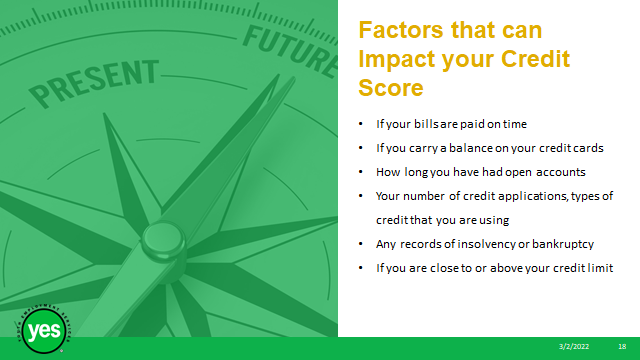 PRESENT
FUTURE
Factors that can
Impact your Credit
Score
• If your bills are paid on time
• If you carry a balance on your credit cards
• How long you have had open accounts
• Your number of credit applications, types of
credit that you are using
• Any records of insolvency or bankruptcy
• If you are close to or above your credit limit
YOUTH EMPLOYMENT SERVICES
yes
3/2/2022
18